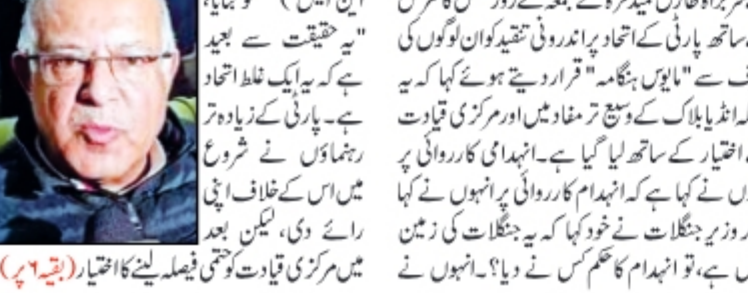 ساتھ پارٹی کے اتحاد پر اندرونی تنقید کو ان لوگوں کی
سے "مایوس ہنگامہ" قرار دیتے ہوئے کہا کہ یہ
انڈیا بلاک کے وسیع تر مفاد میں اور مرکزی قیادت
اختیار کے ساتھ لیا گیا ہے۔انہدامی کارروائی پر
نے کہا ہے کہ انہدام کارروائی پر انہوں نے کہا
وزیر جنگلات نے خود کہا کہ یہ جنگلات کی زمین
ہے، تو انہدام کا حکم کس نے دیا؟۔انہوں نے
"یہ حقیقت سے بعید
ہے کہ یہ ایک غلط اتحاد
ہے۔ پارٹی کے زیادہ تر
رہنماؤں نے شروع
میں اس کے خلاف اپنی
رائے دی، لیکن بعد
میں مرکزی قیادت کو حتمی فیصلہ لینے کا اختیار (بقیہ ۶ پر)